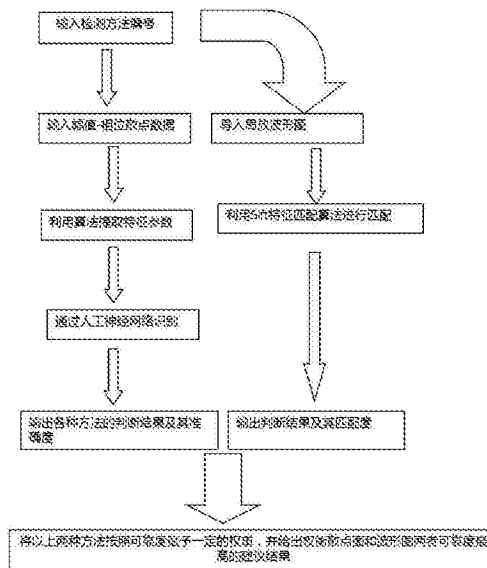 输入检测方法编号
输入幅值-相位散点数据
导入局放波形图
利用算法提取特征参数
利用Sift特征匹配算法进行匹配
通过人工神经网络识别
输出各种方法的判断结果及其准
确度
输出判断结果及其匹配度
将以上两种方法按照可靠度赋予一定的权重，并给出权衡散点图和波形图两者可靠度最
高的建议结果